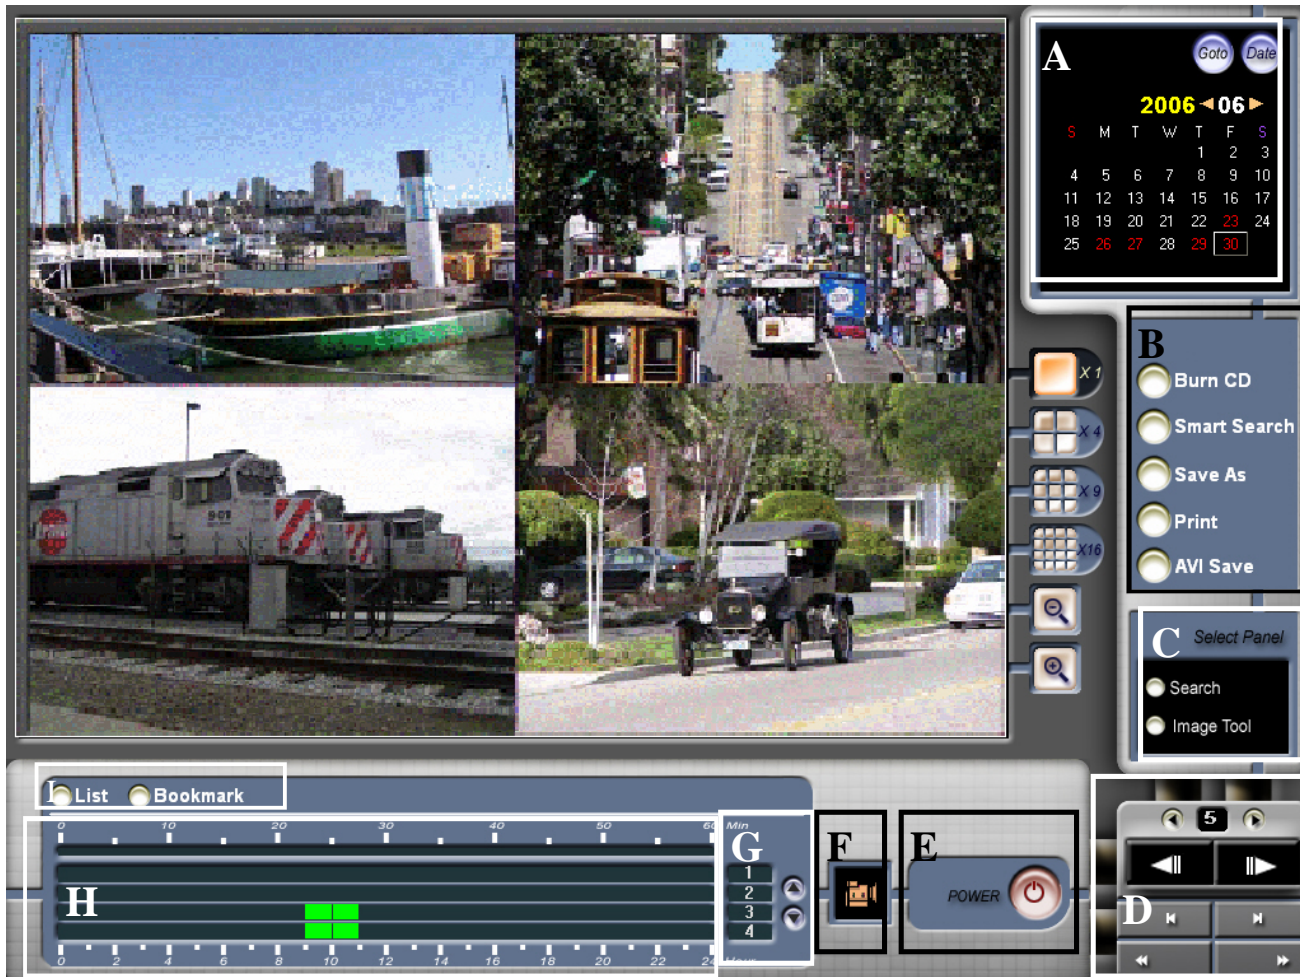 A
Goto Date
2006 06
S M T W T F S
1 2 3
4 5 6 7 8 9 10
11 12 13 14 15 16 17
18 19 20 21 22 23 24
25 26 27 28 29 30
B
X 1
Burn CD
X 4
Smart Search
X 9
Save As
X16
Print
AVI Save
C Select Panel
Search
Image Tool
I List Bookmark
0 10 20 30 40 50 60 Min
G
1
2
3
4
H
0 2 4 6 8 10 12 14 16 18 20 22 24 Hour
F
E
POWER
5
D